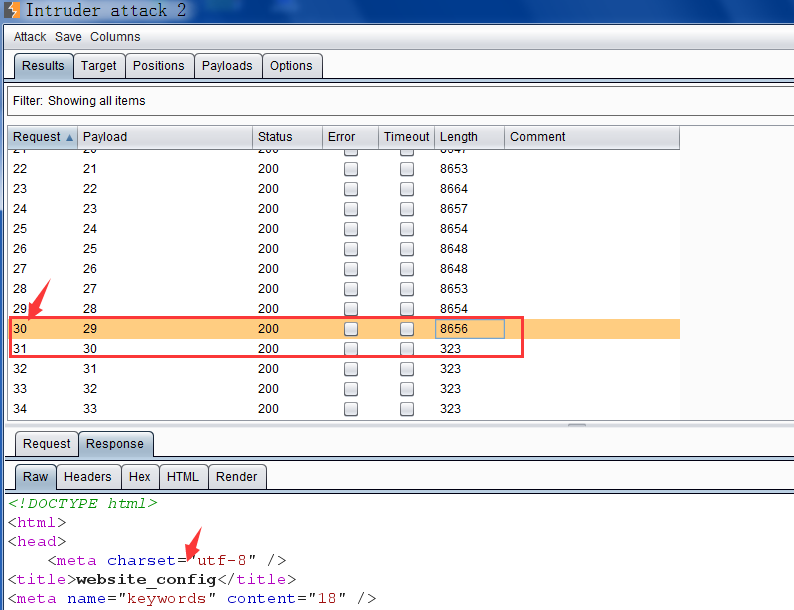 Intruder attack 2
Attack Save Columns
Results Target Positions Payloads Options
Filter: Showing all items
Request Payload Status Error Timeout Length Comment
21 20 200 8647
22 21 200 8653
23 22 200 8664
24 23 200 8657
25 24 200 8654
26 25 200 8648
27 26 200 8648
28 27 200 8653
29 28 200 8654
30 29 200 8656
31 30 200 323
32 31 200 323
33 32 200 323
34 33 200 323
Request Response
Raw Headers Hex HTML Render
<!DOCTYPE html>
<html>
<head>
<meta charset="utf-8" />
<title>website_config</title>
<meta name="keywords" content="18" />